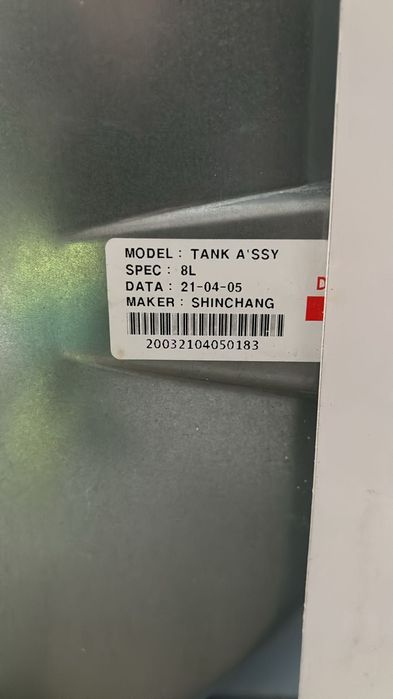 MODEL : TANK A'SSY
SPEC : 8L
DATA : 21-04-05
MAKER : SHINCHANG
20032104050183
D